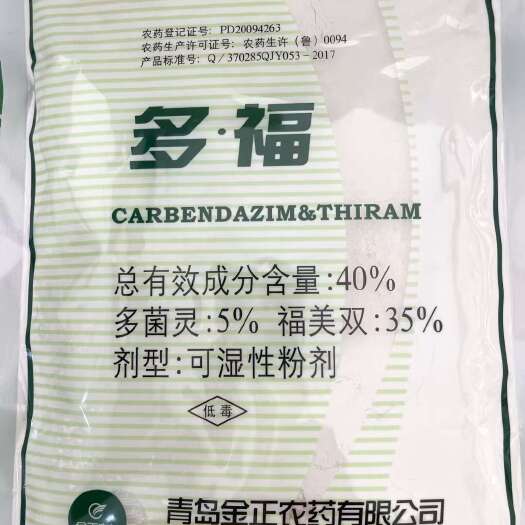 农药登记证号：PD20094263
农药生产许可证号：农药生许（鲁）0094
产品标准号：Q／370285QJY053－2017
多·福
CARBENDAZIM&THIRAM
总有效成分含量:40%
多菌灵:5% 福美双:35%
剂型:可湿性粉剂
低毒
青岛金正农药有限公司